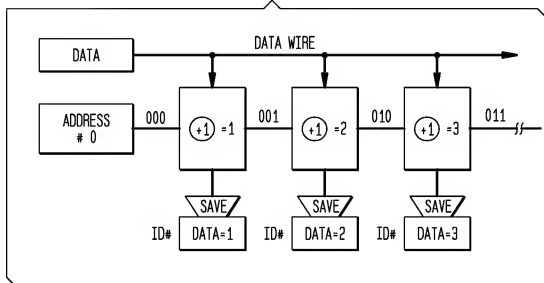 DATA
DATA WIRE
ADDRESS
# 0
000
+1 =1
001
+1 =2
010
+1 =3
011
SAVE
SAVE
SAVE
ID#
DATA=1
ID#
DATA=2
ID#
DATA=3